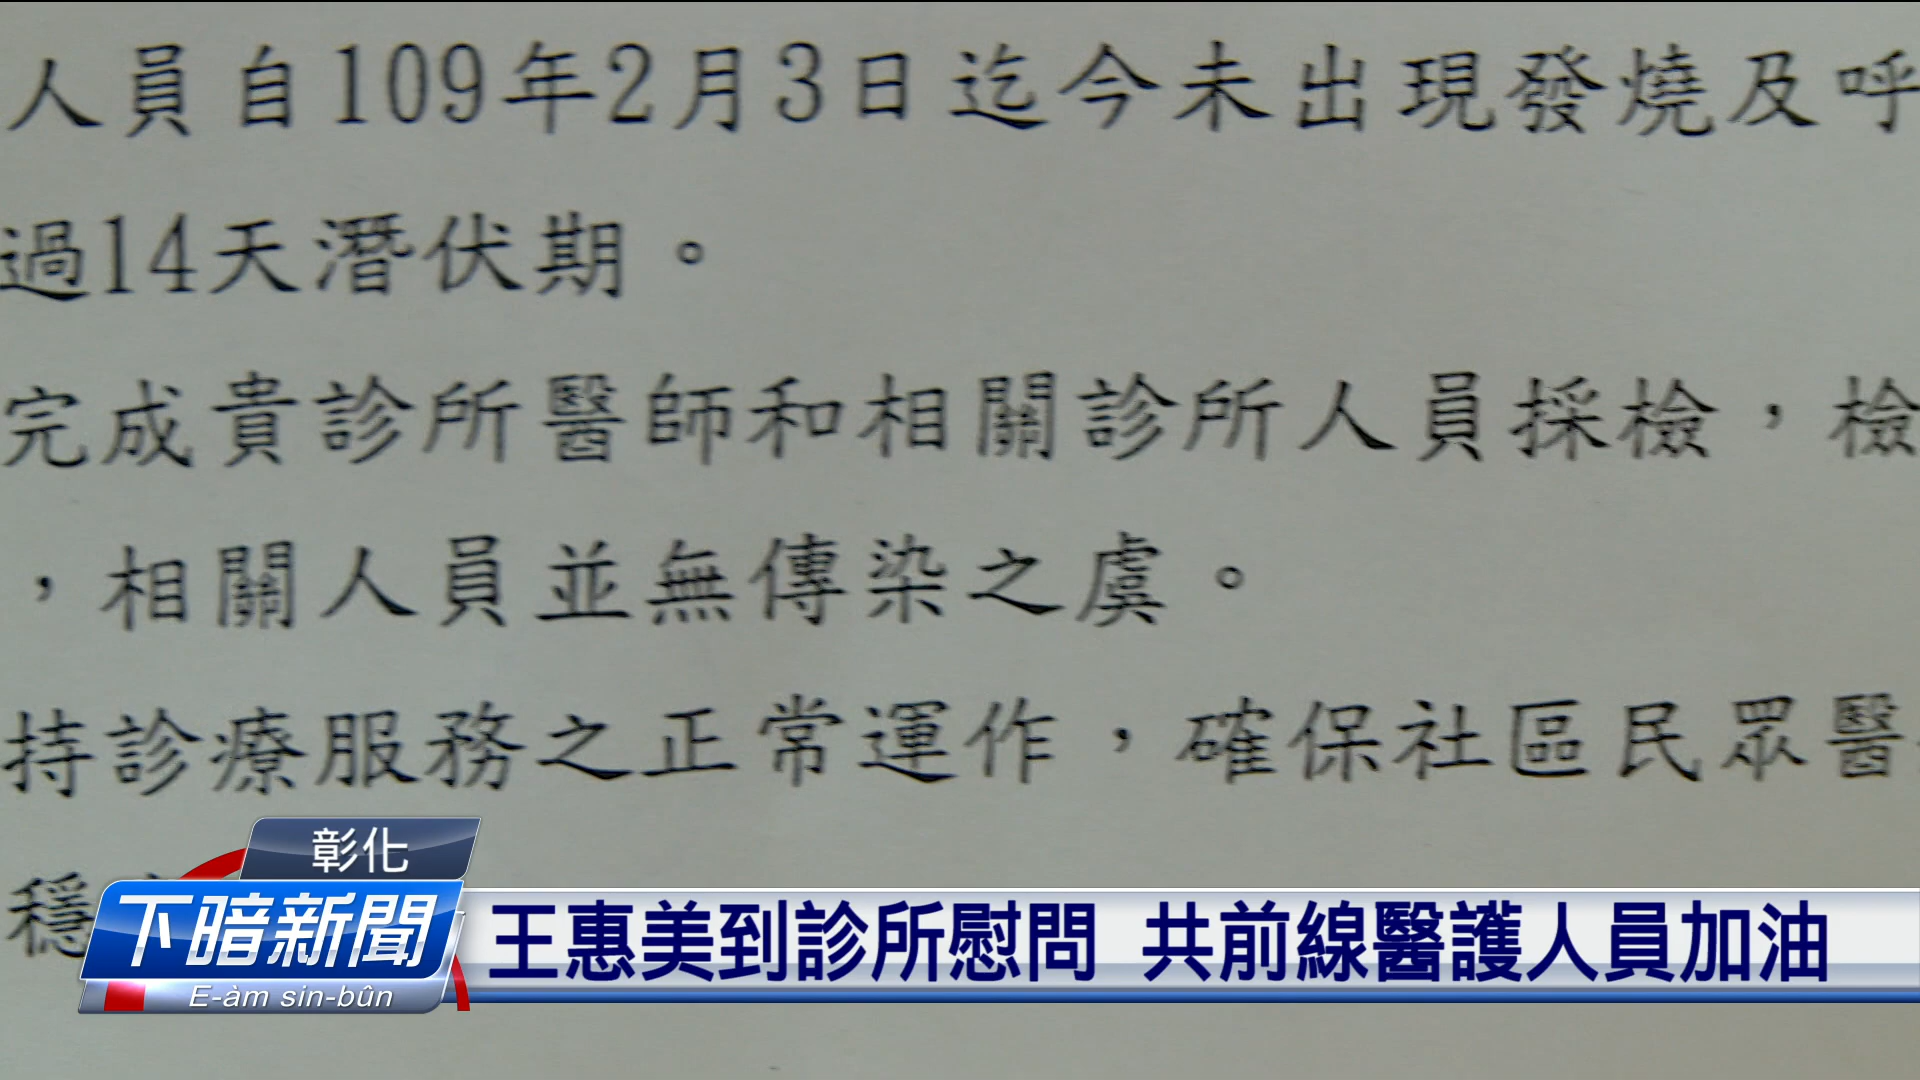 人員自109年2月3日迄今未出現發燒及呼
過14天潛伏期。
完成貴診所醫師和相關診所人員採檢，檢
，相關人員並無傳染之虞。
持診療服務之正常運作，確保社區民眾醫
穩
彰化
下暗新聞
E-àm sin-bûn
王惠美到診所慰問 共前線醫護人員加油